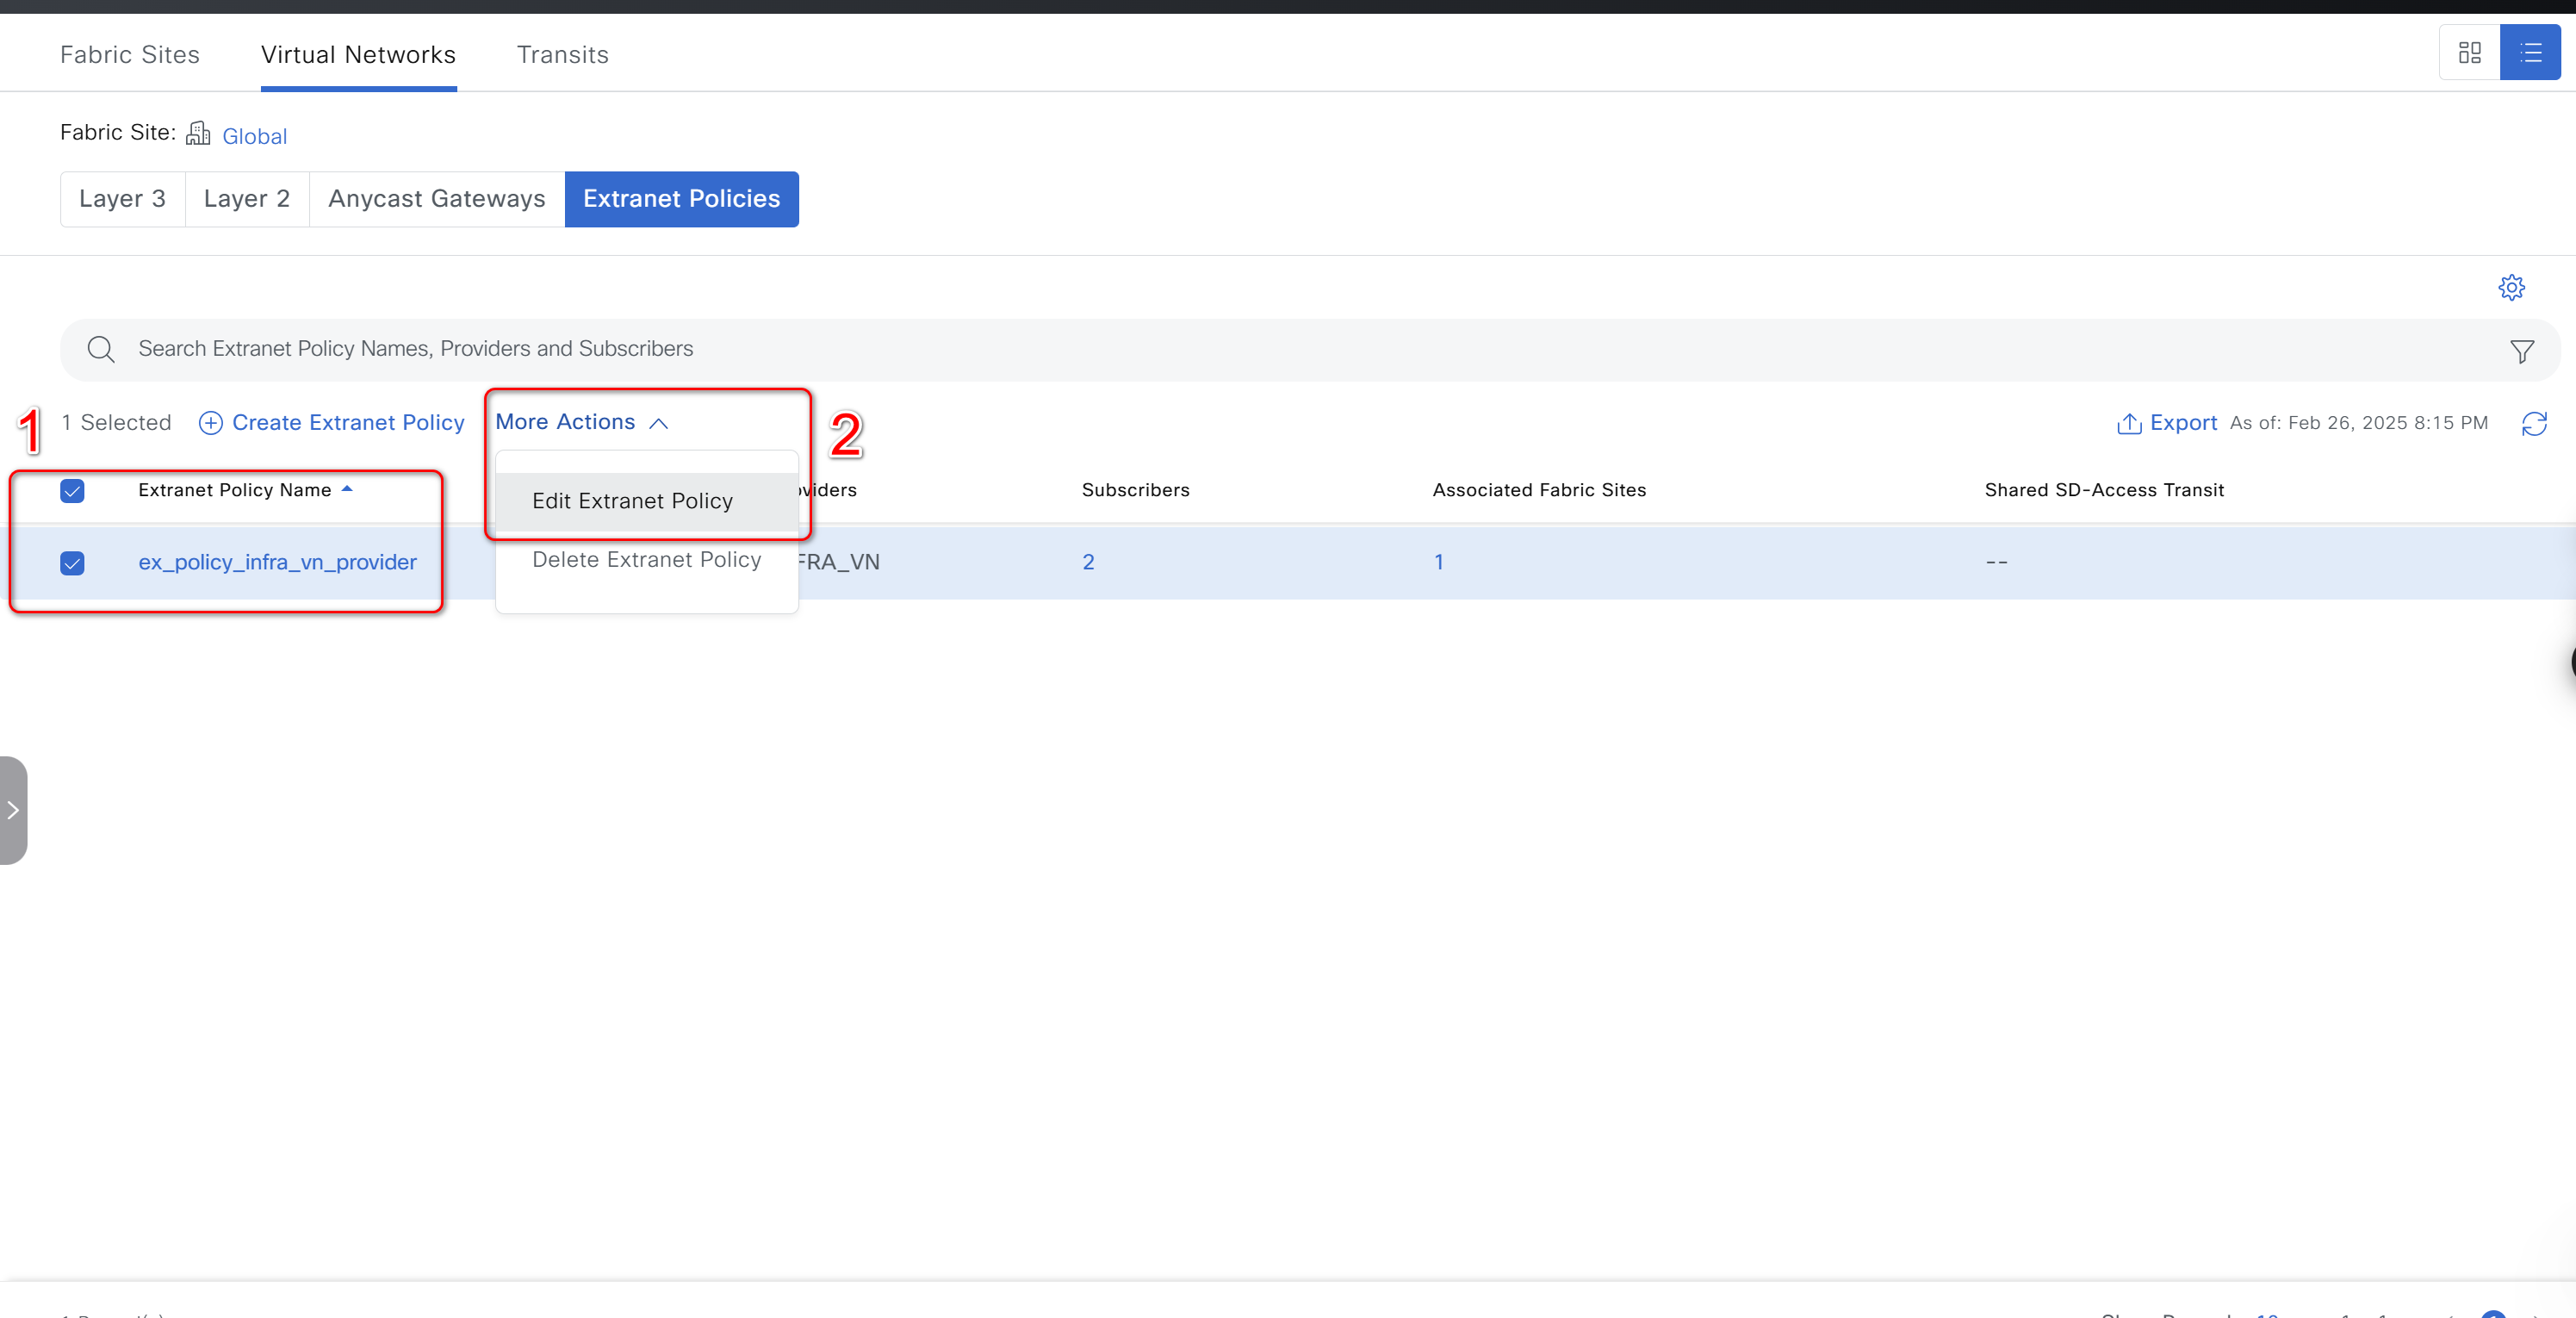 Fabric Sites Virtual Networks Transits
Fabric Site: Global
Layer 3 Layer 2 Anycast Gateways Extranet Policies
Search Extranet Policy Names, Providers and Subscribers
1 1 Selected Create Extranet Policy More Actions 2 Export As of: Feb 26, 2025 8:15 PM
Extranet Policy Name Edit Extranet Policy oviders Subscribers Associated Fabric Sites Shared SD-Access Transit
ex_policy_infra_vn_provider Delete Extranet Policy FRA_VN 2 1 --